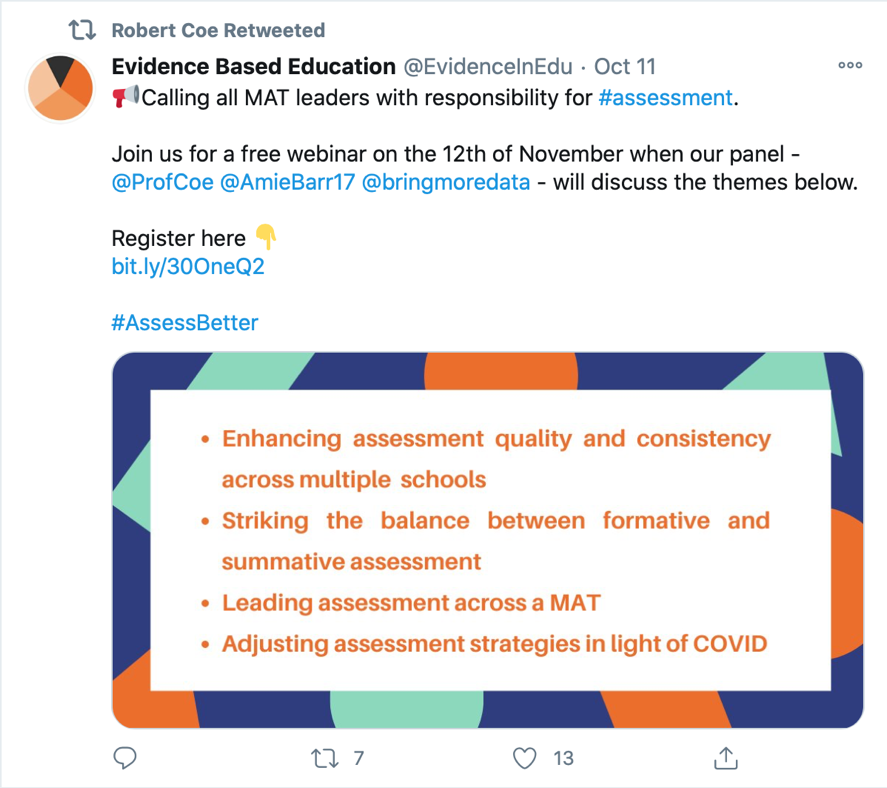 Robert Coe Retweeted
Evidence Based Education @EvidenceInEdu · Oct 11
Calling all MAT leaders with responsibility for #assessment.
Join us for a free webinar on the 12th of November when our panel -
@ProfCoe @AmieBarr17 @bringmoredata - will discuss the themes below.
Register here
bit.ly/30OneQ2
#AssessBetter
• Enhancing assessment quality and consistency
across multiple schools
• Striking the balance between formative and
summative assessment
• Leading assessment across a MAT
• Adjusting assessment strategies in light of COVID
7 13